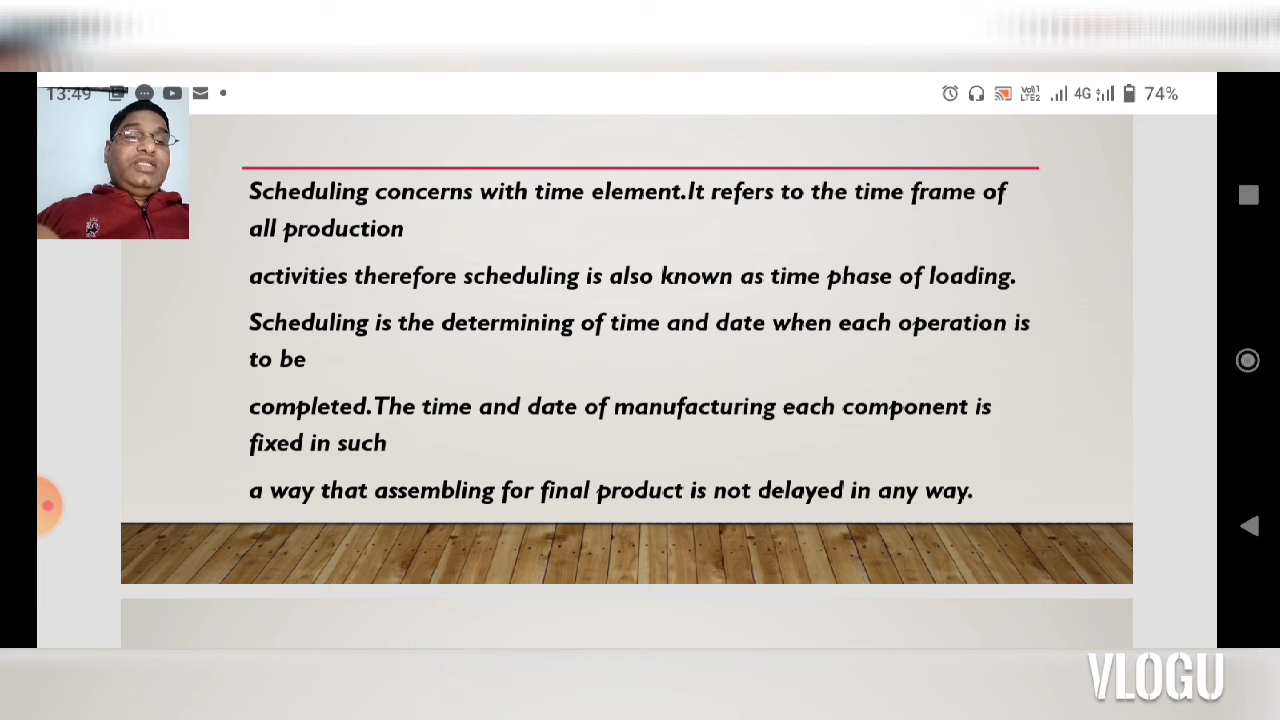 13:49
4G
74%
Scheduling concerns with time element.It refers to the time frame of
all production
activities therefore scheduling is also known as time phase of loading.
Scheduling is the determining of time and date when each operation is
to be
completed.The time and date of manufacturing each component is
fixed in such
a way that assembling for final product is not delayed in any way.
VLOGU